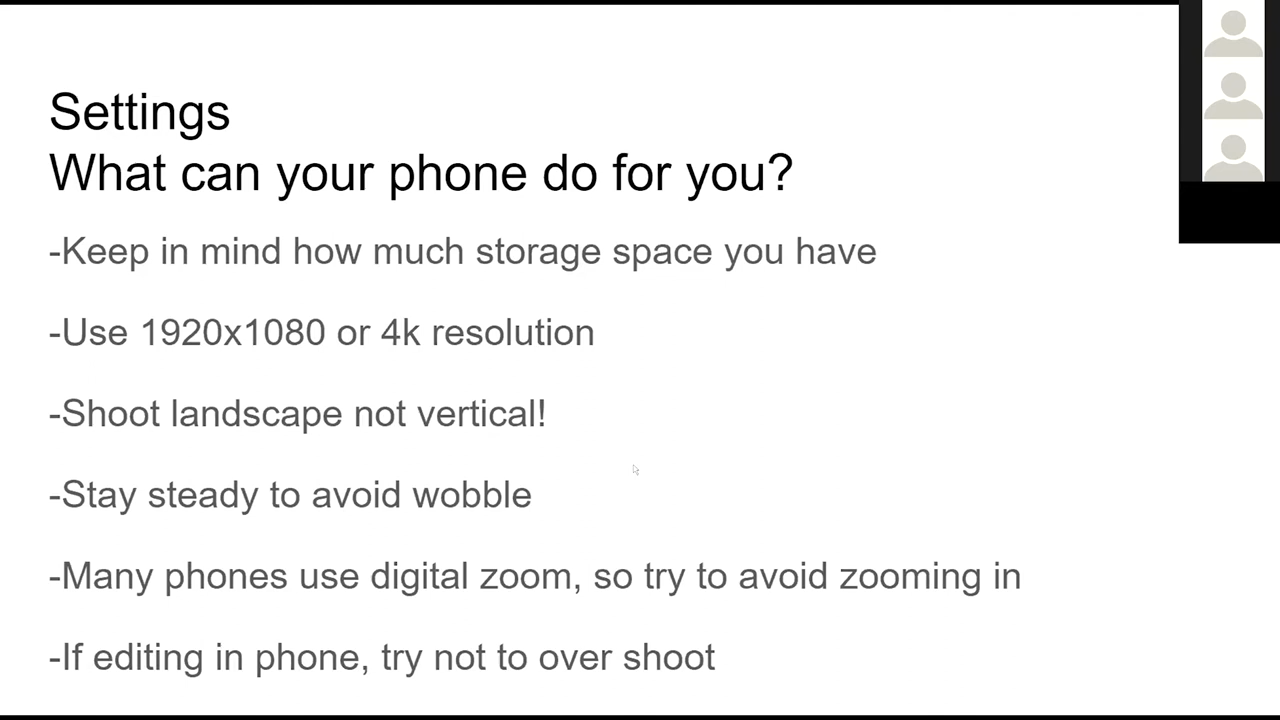 Settings
What can your phone do for you?
-Keep in mind how much storage space you have
-Use 1920x1080 or 4k resolution
-Shoot landscape not vertical!
-Stay steady to avoid wobble
-Many phones use digital zoom, so try to avoid zooming in
-If editing in phone, try not to over shoot